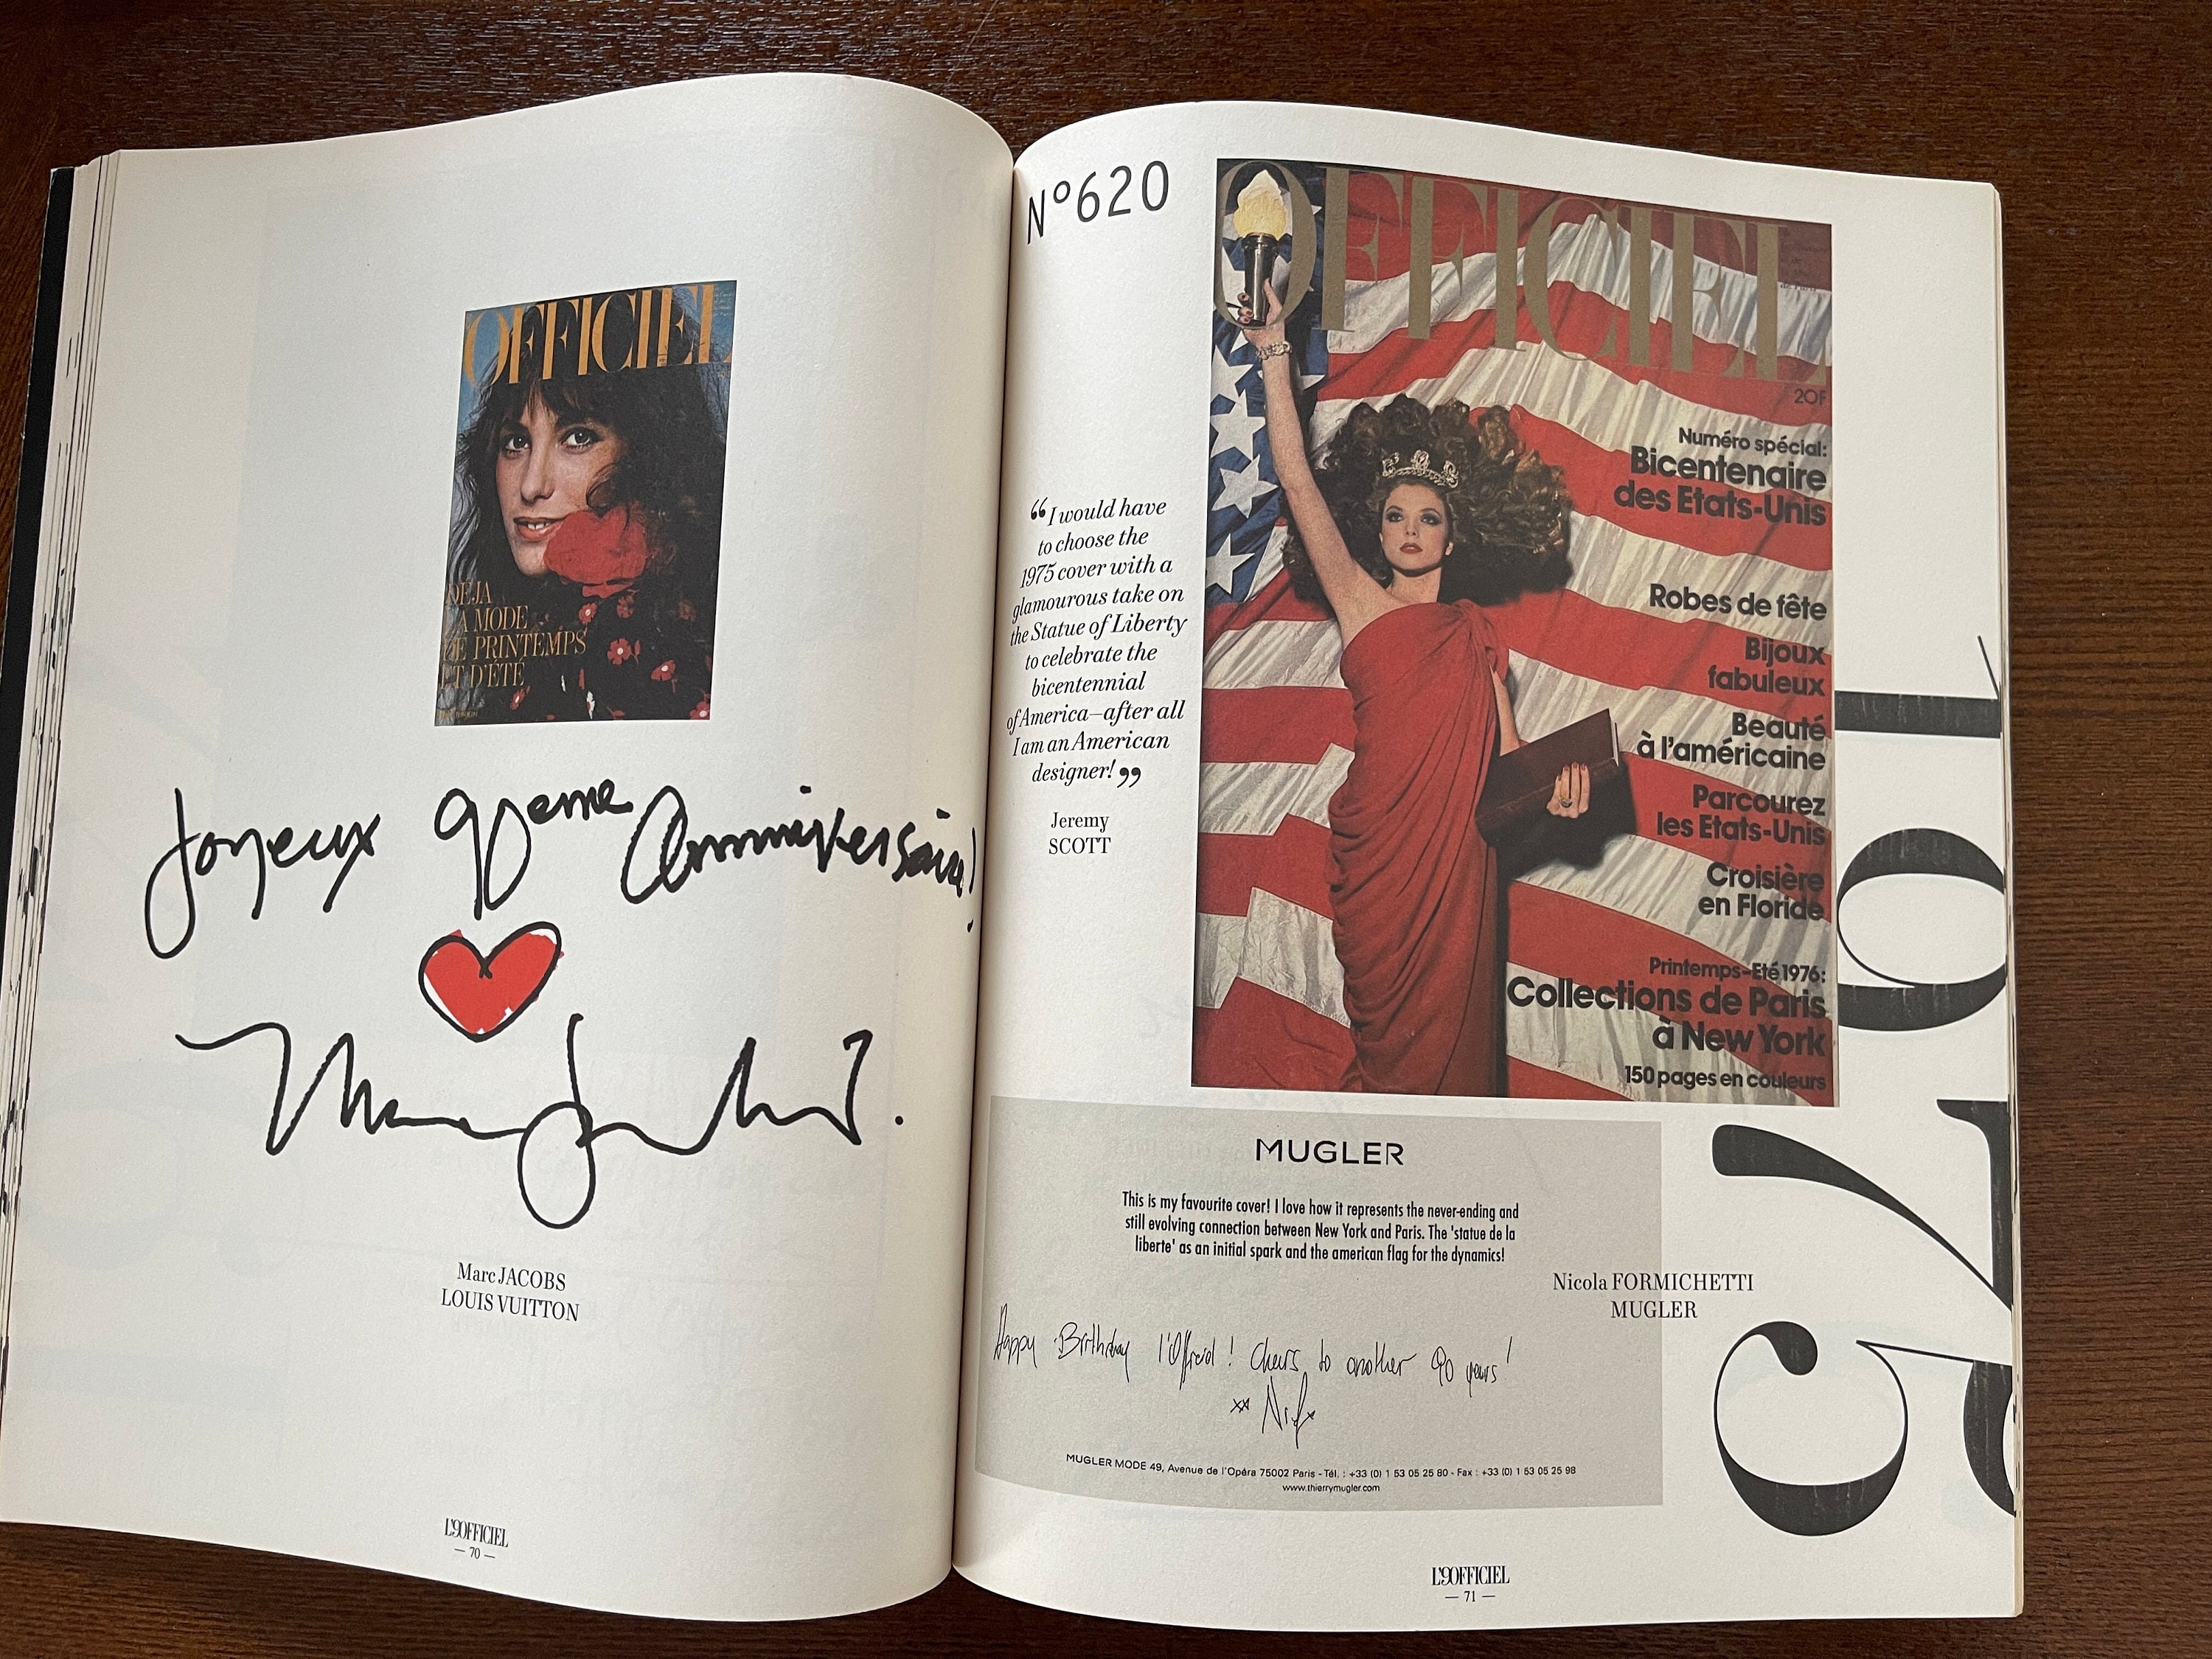 OFFICIEL
DÉJA
LA MODE
DE PRINTEMPS
ET D'ÉTÉ
Joyeux 90eme Anniversaire!
Marc JACOBS
LOUIS VUITTON
L'90FFICIEL
— 70 —
N°620
“I would have
to choose the
1975 cover with a
glamourous take on
the Statue of Liberty
to celebrate the
bicentennial
of America—after all
I am an American
designer!”
Jeremy
SCOTT
OFFICIEL
20F
Numéro spécial:
Bicentenaire
des Etats-Unis
Robes de fête
Bijoux
fabuleux
Beauté
à l'américaine
Parcourez
les Etats-Unis
Croisière
en Floride
Printemps-Eté 1976:
Collections de Paris
à New York
150 pages en couleurs
MUGLER
This is my favourite cover! I love how it represents the never-ending and
still evolving connection between New York and Paris. The 'statue de la
liberte' as an initial spark and the american flag for the dynamics!
Nicola FORMICHETTI
MUGLER
Happy Birthday l'Officiel! Cheers to another 90 years!
xx Nicola
MUGLER MODE 49, Avenue de l'Opéra 75002 Paris - Tél. : +33 (0) 1 53 05 25 80 - Fax : +33 (0) 1 53 05 25 98
www.thierrymugler.com
L'90FFICIEL
— 71 —